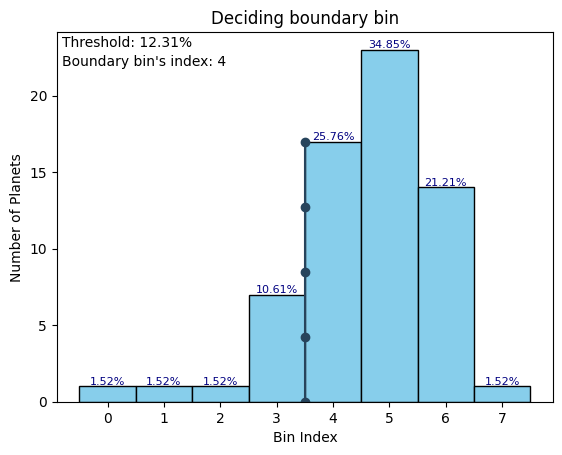 Deciding boundary bin
Threshold: 12.31%
Boundary bin's index: 4
34.85%
25.76%
21.21%
10.61%
1.52%
1.52%
1.52%
1.52%
Number of Planets
20
15
10
5
0
0 1 2 3 4 5 6 7
Bin Index